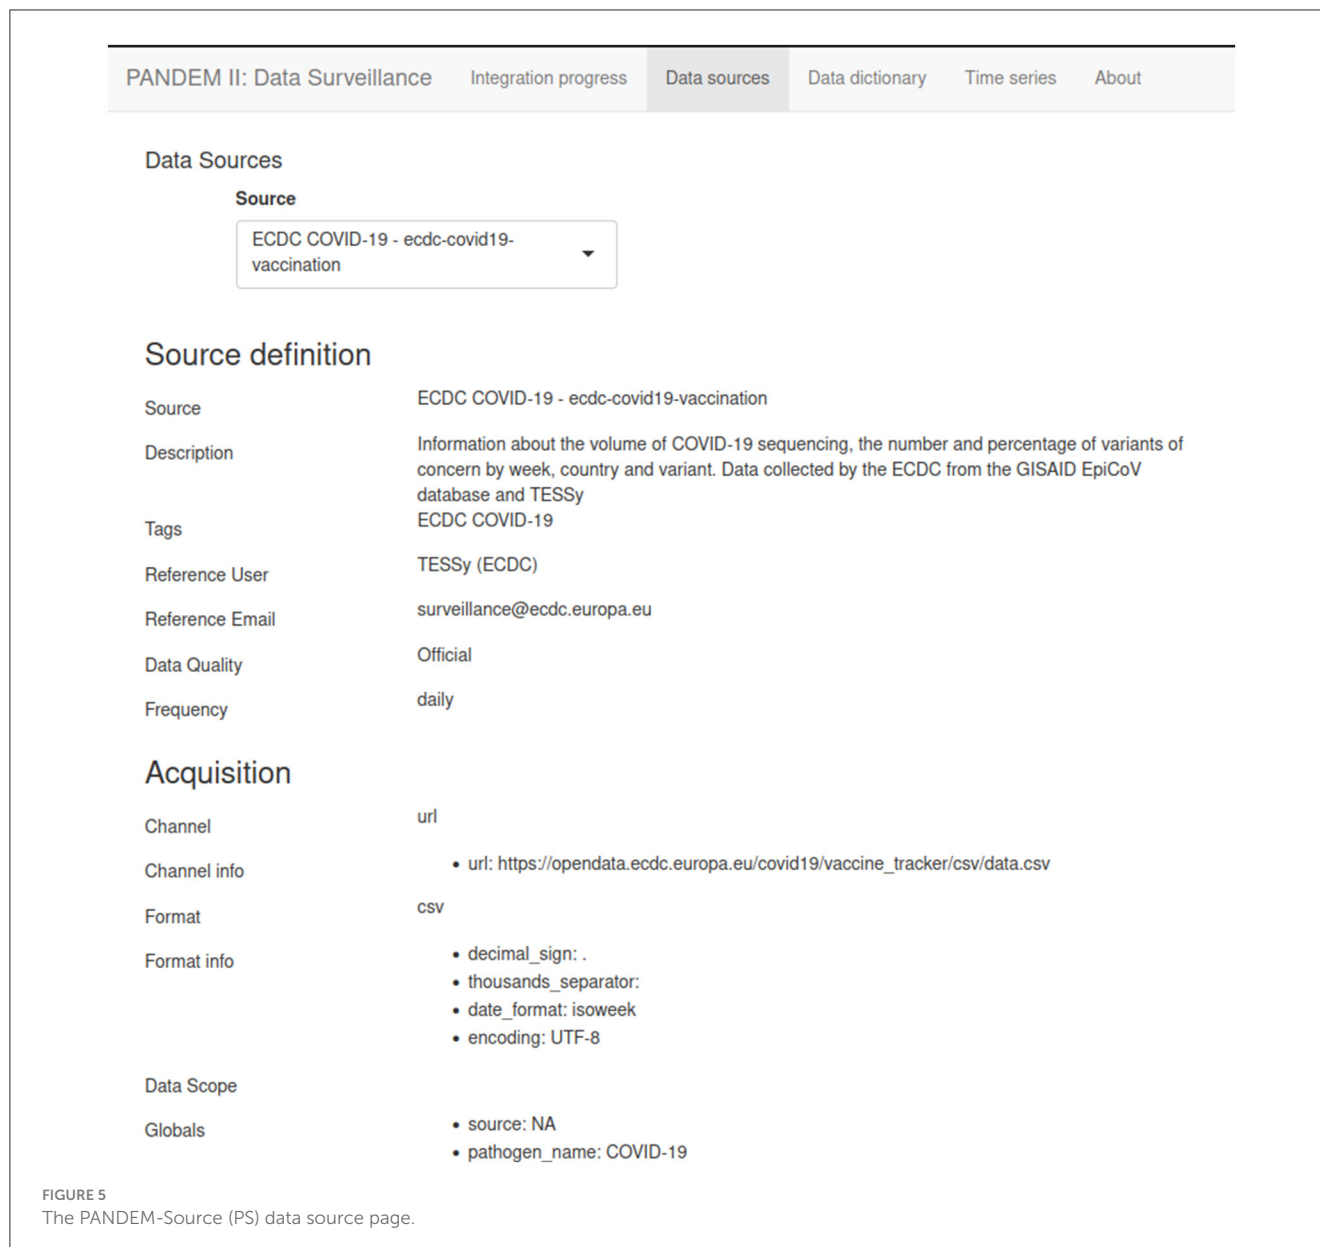 PANDEM II: Data Surveillance Integration progress Data sources Data dictionary Time series About
Data Sources
Source
ECDC COVID-19 - ecdc-covid19-
vaccination
Source definition
Source ECDC COVID-19 - ecdc-covid19-vaccination
Description Information about the volume of COVID-19 sequencing, the number and percentage of variants of
concern by week, country and variant. Data collected by the ECDC from the GISAID EpiCoV
database and TESSy
Tags ECDC COVID-19
Reference User TESSy (ECDC)
Reference Email surveillance@ecdc.europa.eu
Data Quality Official
Frequency daily
Acquisition
Channel url
Channel info • url: https://opendata.ecdc.europa.eu/covid19/vaccine_tracker/csv/data.csv
Format csv
Format info • decimal_sign: .
• thousands_separator:
• date_format: isoweek
• encoding: UTF-8
Data Scope
Globals • source: NA
• pathogen_name: COVID-19
FIGURE 5
The PANDEM-Source (PS) data source page.